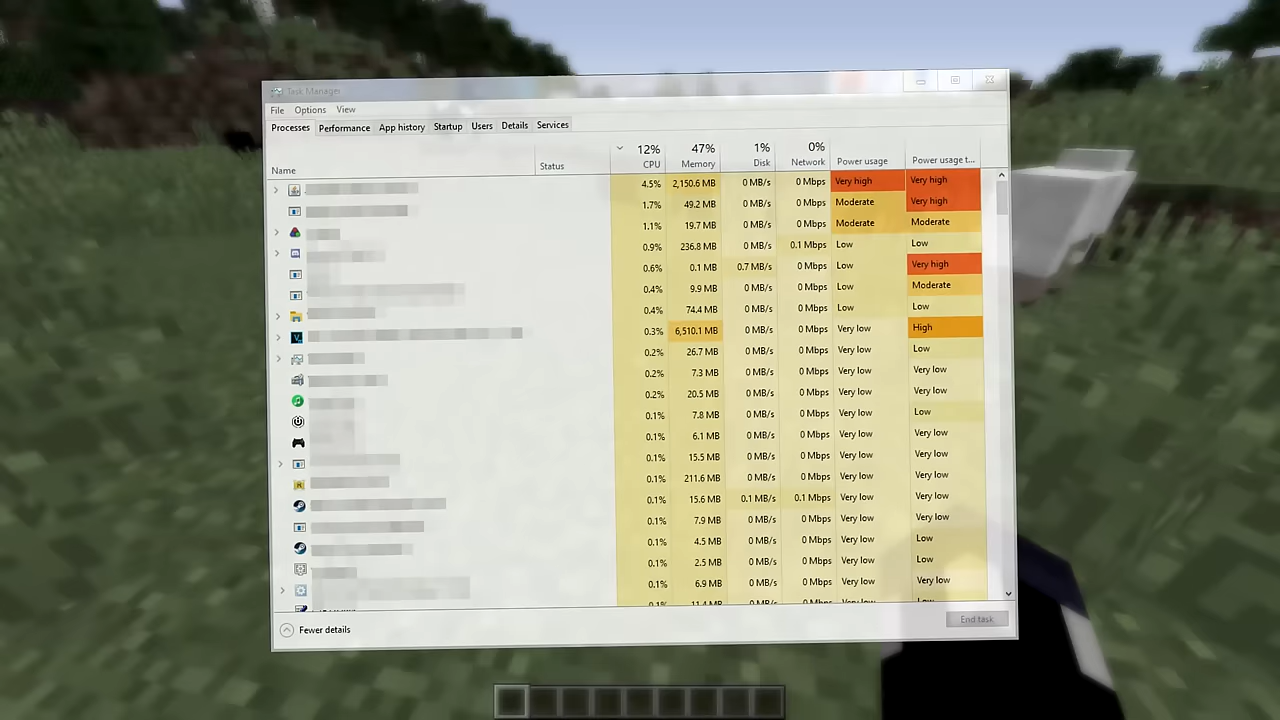 Task Manager
File Options View
Processes Performance App history Startup Users Details Services
12% 47% 1% 0%
Name Status CPU Memory Disk Network Power usage Power usage t...
4.5% 2,150.6 MB 0 MB/s 0 Mbps Very high Very high
1.7% 49.2 MB 0 MB/s 0 Mbps Moderate Very high
1.1% 19.7 MB 0 MB/s 0 Mbps Moderate Moderate
0.9% 236.8 MB 0 MB/s 0.1 Mbps Low Low
0.6% 0.1 MB 0.7 MB/s 0 Mbps Low Very high
0.4% 9.9 MB 0 MB/s 0 Mbps Low Moderate
0.4% 74.4 MB 0 MB/s 0 Mbps Low Low
0.3% 6,510.1 MB 0 MB/s 0 Mbps Very low High
0.2% 26.7 MB 0 MB/s 0 Mbps Very low Low
0.2% 7.3 MB 0 MB/s 0 Mbps Very low Very low
0.2% 20.5 MB 0 MB/s 0 Mbps Very low Very low
0.1% 7.8 MB 0 MB/s 0 Mbps Very low Low
0.1% 6.1 MB 0 MB/s 0 Mbps Very low Very low
0.1% 15.5 MB 0 MB/s 0 Mbps Very low Very low
0.1% 211.6 MB 0 MB/s 0 Mbps Very low Very low
0.1% 15.6 MB 0.1 MB/s 0.1 Mbps Very low Very low
0.1% 7.9 MB 0 MB/s 0 Mbps Very low Very low
0.1% 4.5 MB 0 MB/s 0 Mbps Very low Low
0.1% 2.5 MB 0 MB/s 0 Mbps Very low Low
0.1% 6.9 MB 0 MB/s 0 Mbps Very low Very low
0.1% 11.4 MB 0 MB/s 0 Mbps Very low Low
Fewer details End task